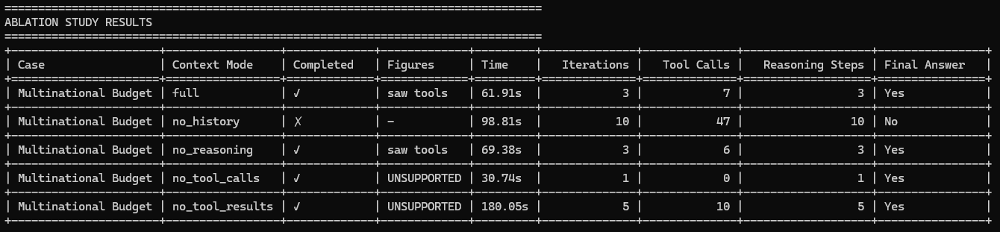 ================================================================================
ABLATION STUDY RESULTS
================================================================================
+----------------------+-----------------+-------------+-------------+---------+--------------+--------------+-------------------+----------------+
| Case | Context Mode | Completed | Figures | Time | Iterations | Tool Calls | Reasoning Steps | Final Answer |
+======================+=================+=============+=============+=========+==============+==============+===================+================+
| Multinational Budget | full | ✓ | saw tools | 61.91s | 3 | 7 | 3 | Yes |
+----------------------+-----------------+-------------+-------------+---------+--------------+--------------+-------------------+----------------+
| Multinational Budget | no_history | ✗ | - | 98.81s | 10 | 47 | 10 | No |
+----------------------+-----------------+-------------+-------------+---------+--------------+--------------+-------------------+----------------+
| Multinational Budget | no_reasoning | ✓ | saw tools | 69.38s | 3 | 6 | 3 | Yes |
+----------------------+-----------------+-------------+-------------+---------+--------------+--------------+-------------------+----------------+
| Multinational Budget | no_tool_calls | ✓ | UNSUPPORTED | 30.74s | 1 | 0 | 1 | Yes |
+----------------------+-----------------+-------------+-------------+---------+--------------+--------------+-------------------+----------------+
| Multinational Budget | no_tool_results | ✓ | UNSUPPORTED | 180.05s | 5 | 10 | 5 | Yes |
+----------------------+-----------------+-------------+-------------+---------+--------------+--------------+-------------------+----------------+